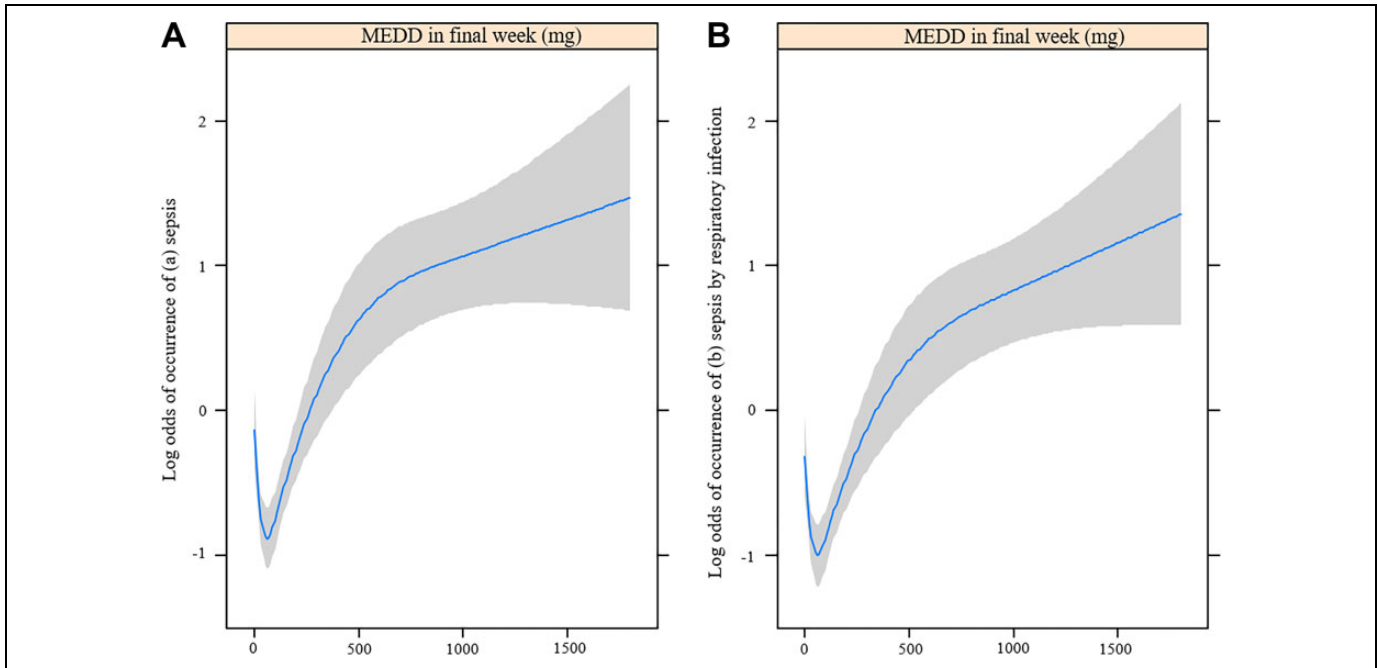 A
MEDD in final week (mg)
Log odds of occurrence of (a) sepsis
2
1
0
-1
0
500
1000
1500
B
MEDD in final week (mg)
Log odds of occurrence of (b) sepsis by respiratory infection
2
1
0
-1
0
500
1000
1500